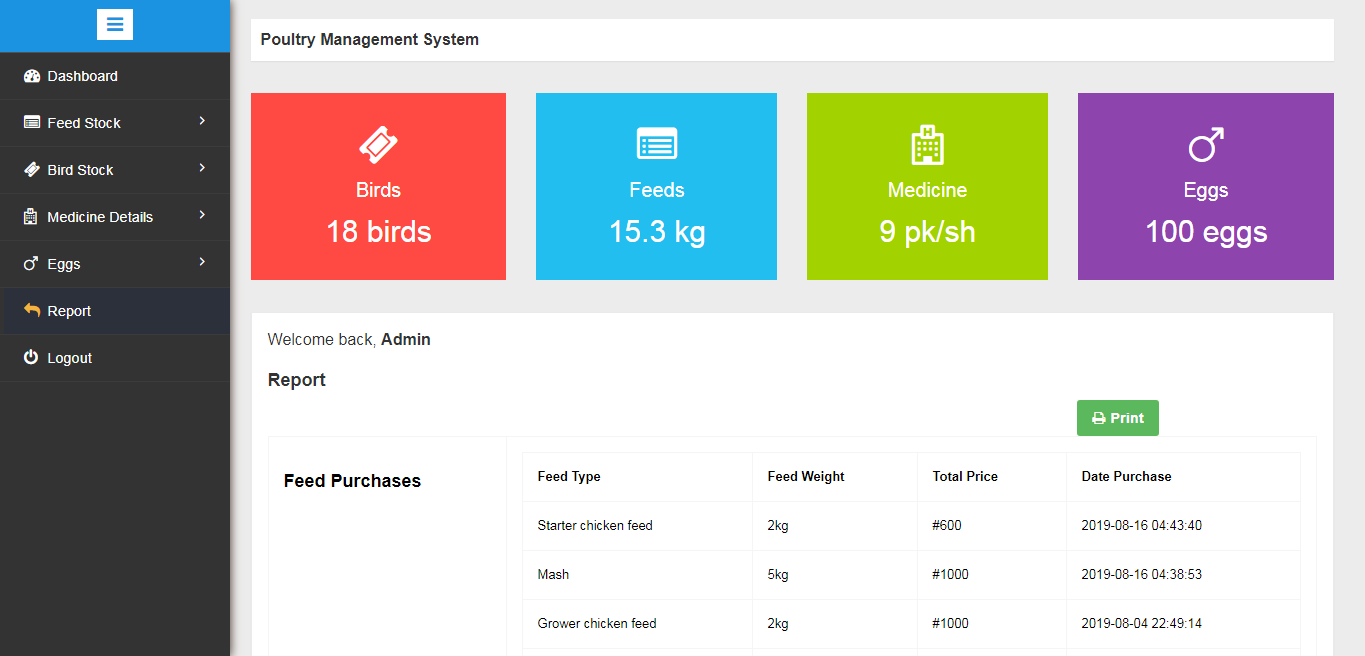 Poultry Management System
Dashboard
Feed Stock
Bird Stock
Medicine Details
Eggs
Report
Logout
Birds
18 birds
Feeds
15.3 kg
H
Medicine
9 pk/sh
Eggs
100 eggs
Welcome back, Admin
Report
Print
Feed Purchases
Feed Type Feed Weight Total Price Date Purchase
Starter chicken feed 2kg #600 2019-08-16 04:43:40
Mash 5kg #1000 2019-08-16 04:38:53
Grower chicken feed 2kg #1000 2019-08-04 22:49:14